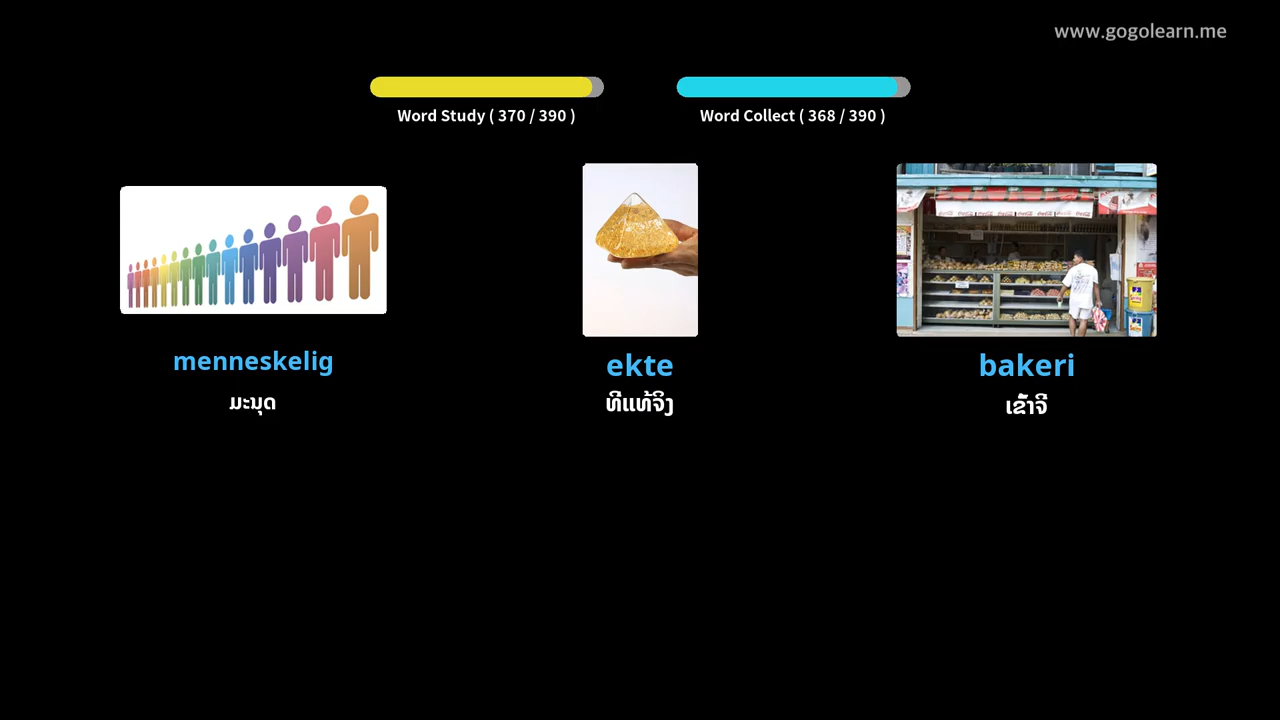 www.gogolearn.me
Word Study ( 370 / 390 )
Word Collect ( 368 / 390 )
menneskelig
ekte
bakeri
ມະນຸດ
ທີ່ແທ້ຈິງ
ເຂົ້າຈີ່